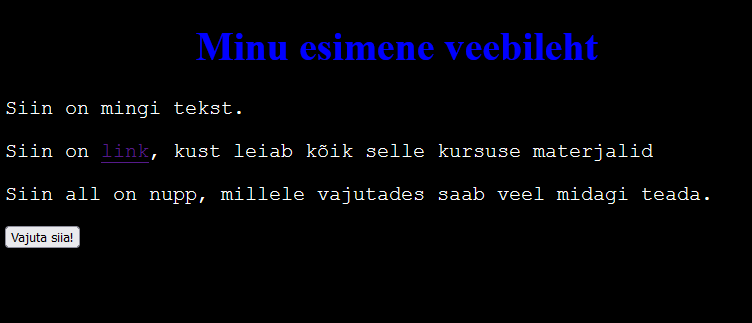 Minu esimene veebileht
Siin on mingi tekst.
Siin on link, kust leiab kõik selle kursuse materjalid
Siin all on nupp, millele vajutades saab veel midagi teada.
Vajuta siia!